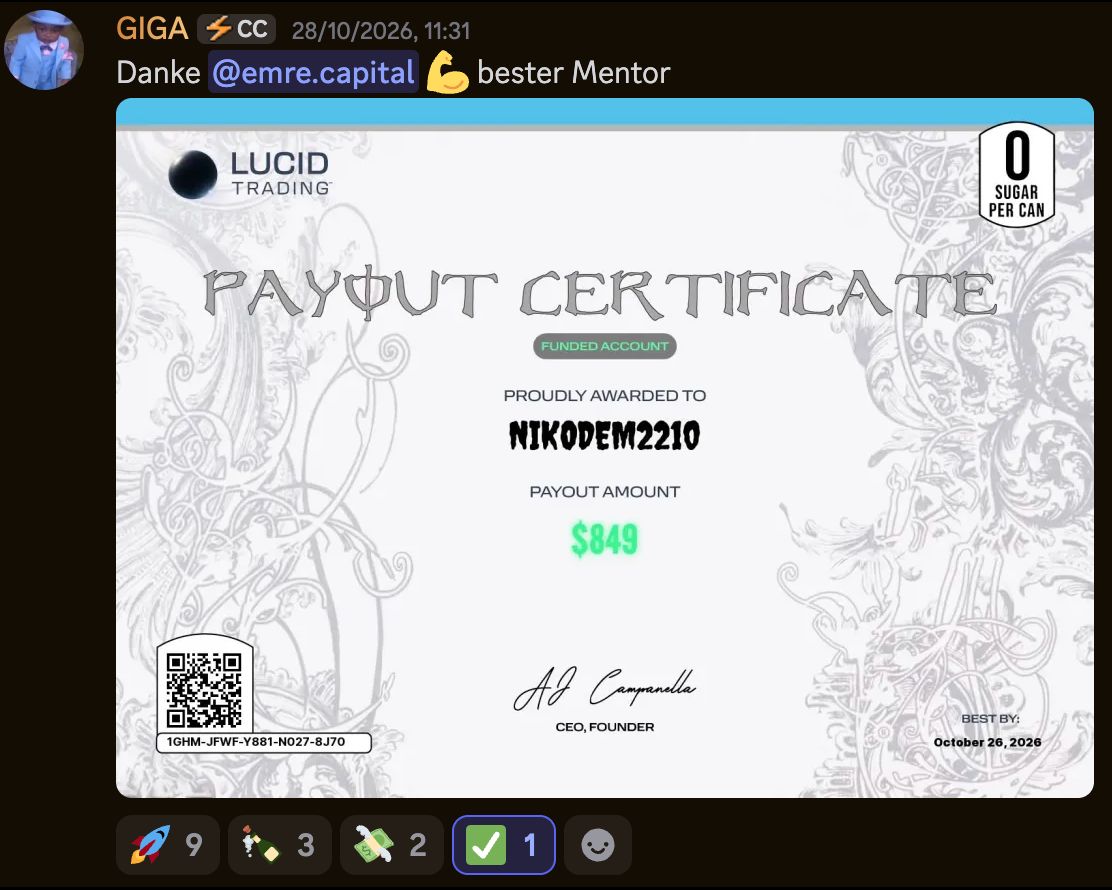 GIGA CC 28/10/2026, 11:31
Danke @emre.capital 💪 bester Mentor
LUCID
TRADING™
0
SUGAR
PER CAN
PAYOUT CERTIFICATE
FUNDED ACCOUNT
PROUDLY AWARDED TO
NIKODEM2210
PAYOUT AMOUNT
$849
AJ Campanella
CEO, FOUNDER
1GHM-JFWF-Y881-N027-8J70
BEST BY:
October 26, 2026
9 3 2 1